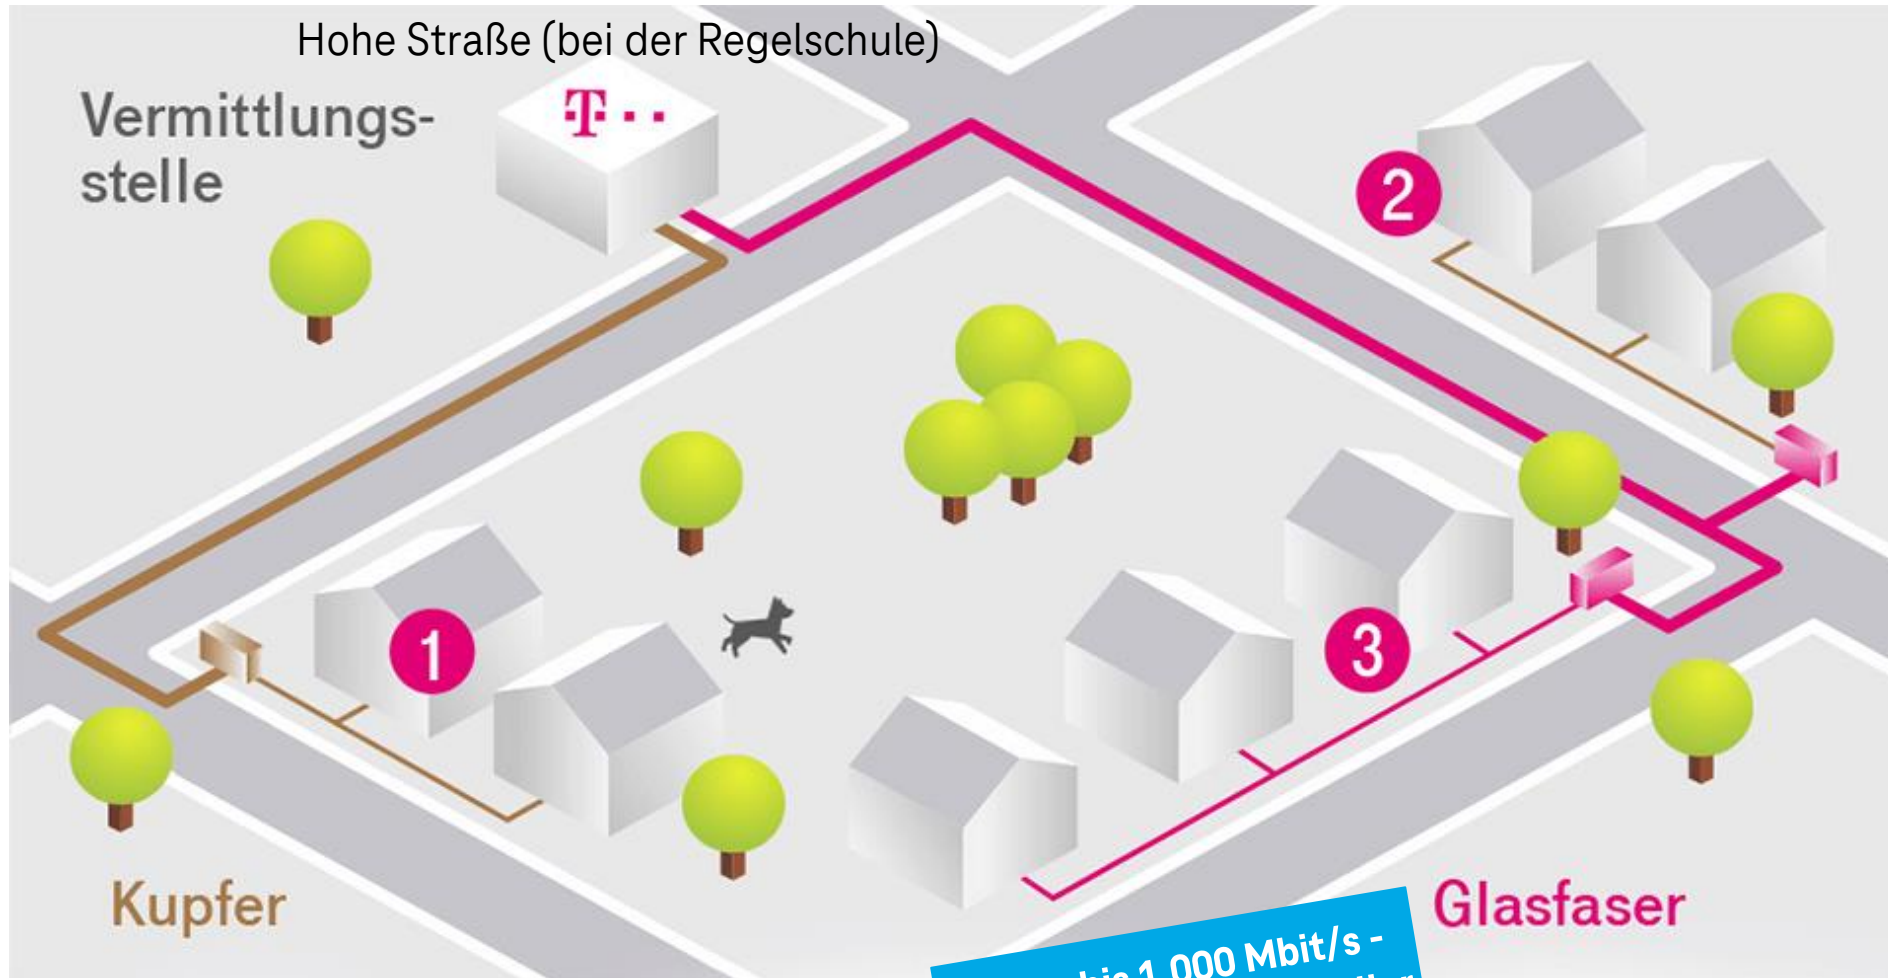 Hohe Straße (bei der Regelschule)
Vermittlungs-
stelle
T
2
1
3
Kupfer
Glasfaser
bis 1.000 Mbit/s -